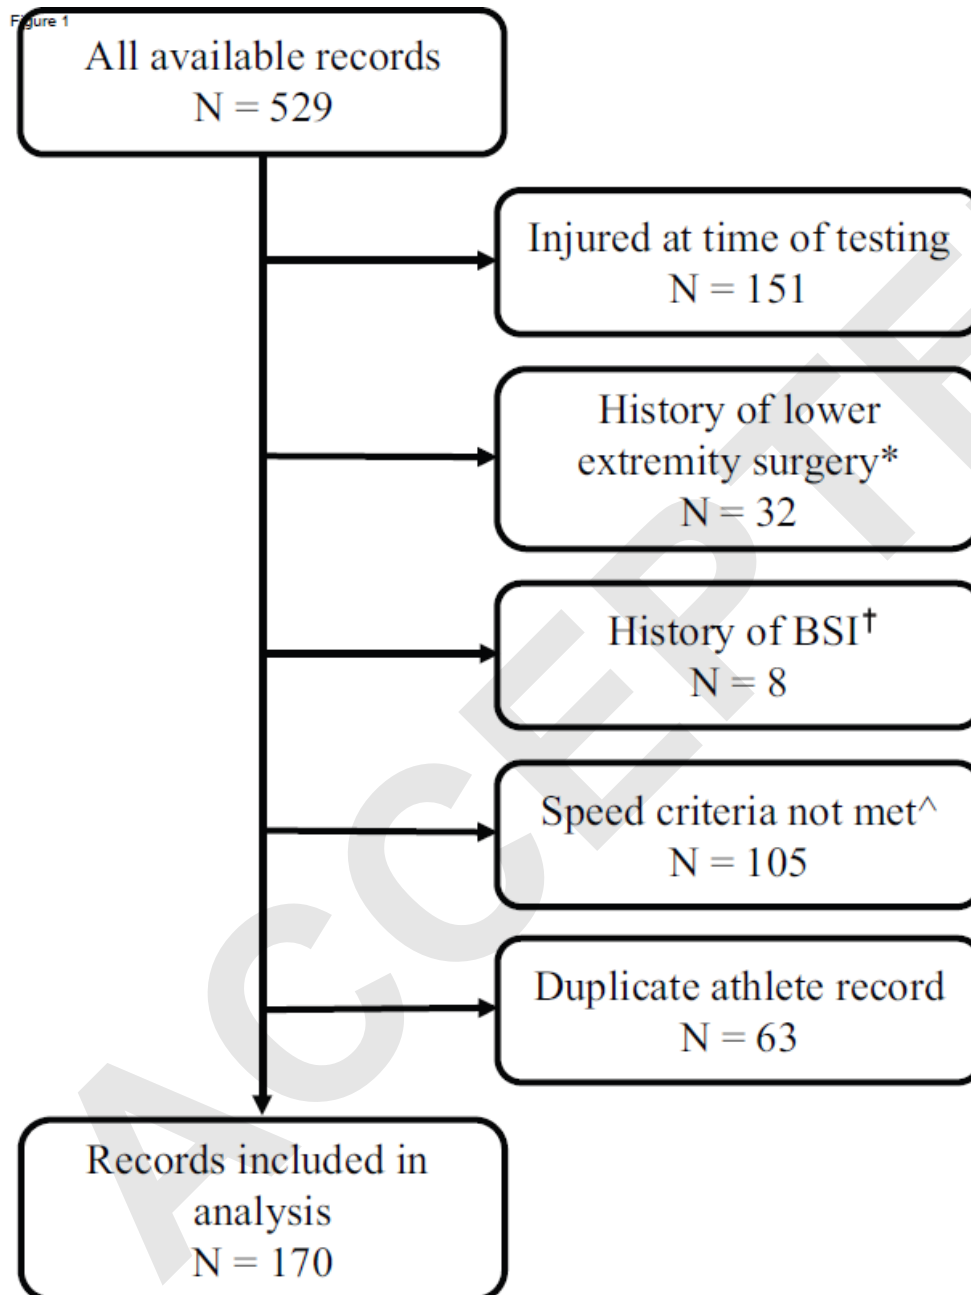 Figure 1
All available records
N = 529
Injured at time of testing
N = 151
History of lower
extremity surgery*
N = 32
History of BSI†
N = 8
Speed criteria not met^
N = 105
Duplicate athlete record
N = 63
Records included in
analysis
N = 170
ACCEPTE